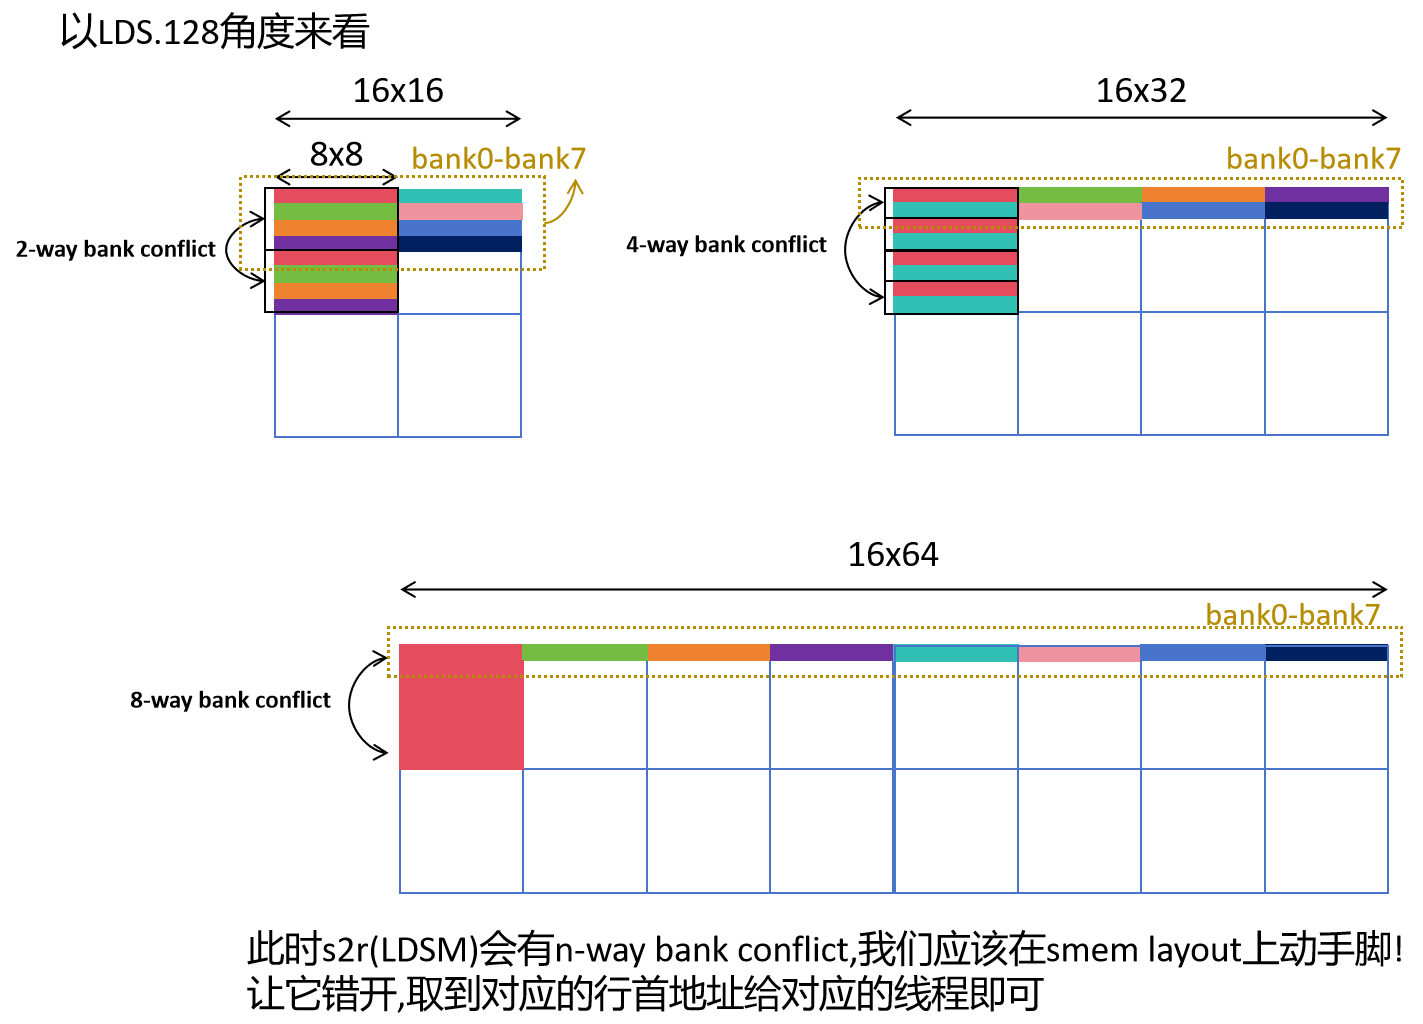 以LDS.128角度来看
16x16
8x8
bank0-bank7
2-way bank conflict
16x32
bank0-bank7
4-way bank conflict
16x64
bank0-bank7
8-way bank conflict
此时s2r(LDSM)会有n-way bank conflict,我们应该在smem layout上动手脚!
让它错开,取到对应的行首地址给对应的线程即可